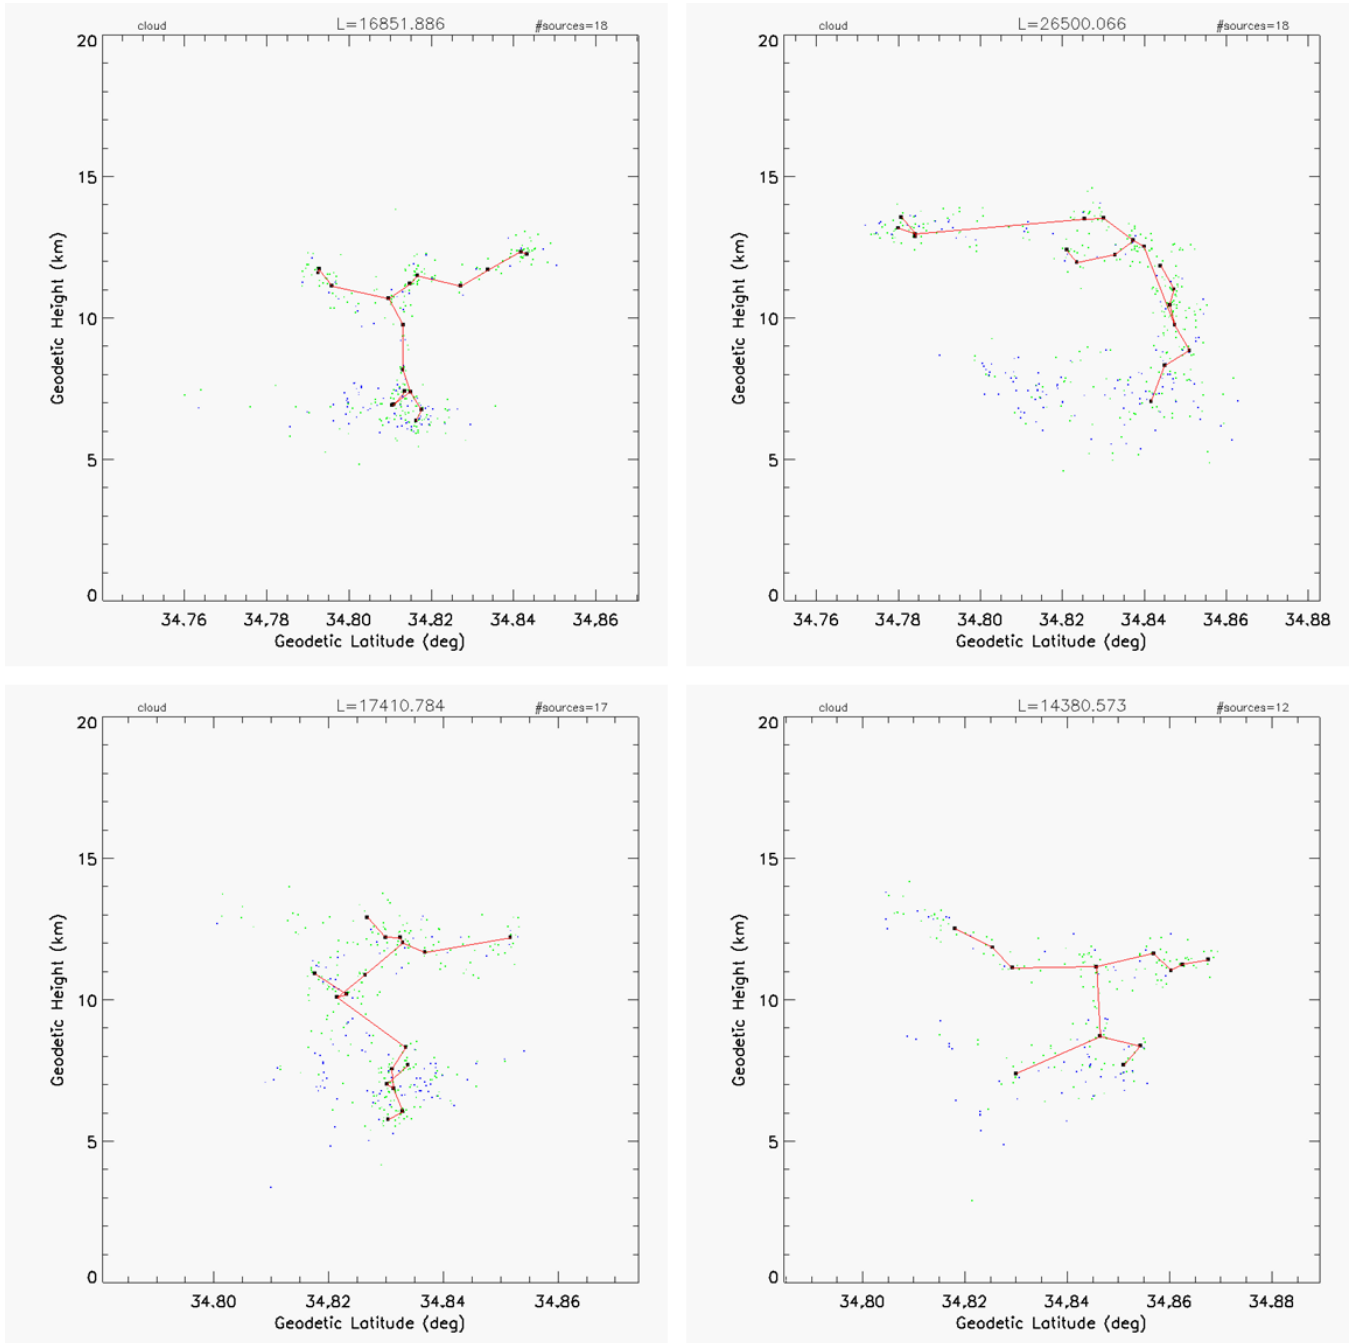 cloud L=16851.886 #sources=18
20
15
10
5
0
Geodetic Height (km)
34.76 34.78 34.80 34.82 34.84 34.86
Geodetic Latitude (deg)
cloud L=26500.066 #sources=18
20
15
10
5
0
Geodetic Height (km)
34.76 34.78 34.80 34.82 34.84 34.86 34.88
Geodetic Latitude (deg)
cloud L=17410.784 #sources=17
20
15
10
5
0
Geodetic Height (km)
34.80 34.82 34.84 34.86
Geodetic Latitude (deg)
cloud L=14380.573 #sources=12
20
15
10
5
0
Geodetic Height (km)
34.80 34.82 34.84 34.86 34.88
Geodetic Latitude (deg)